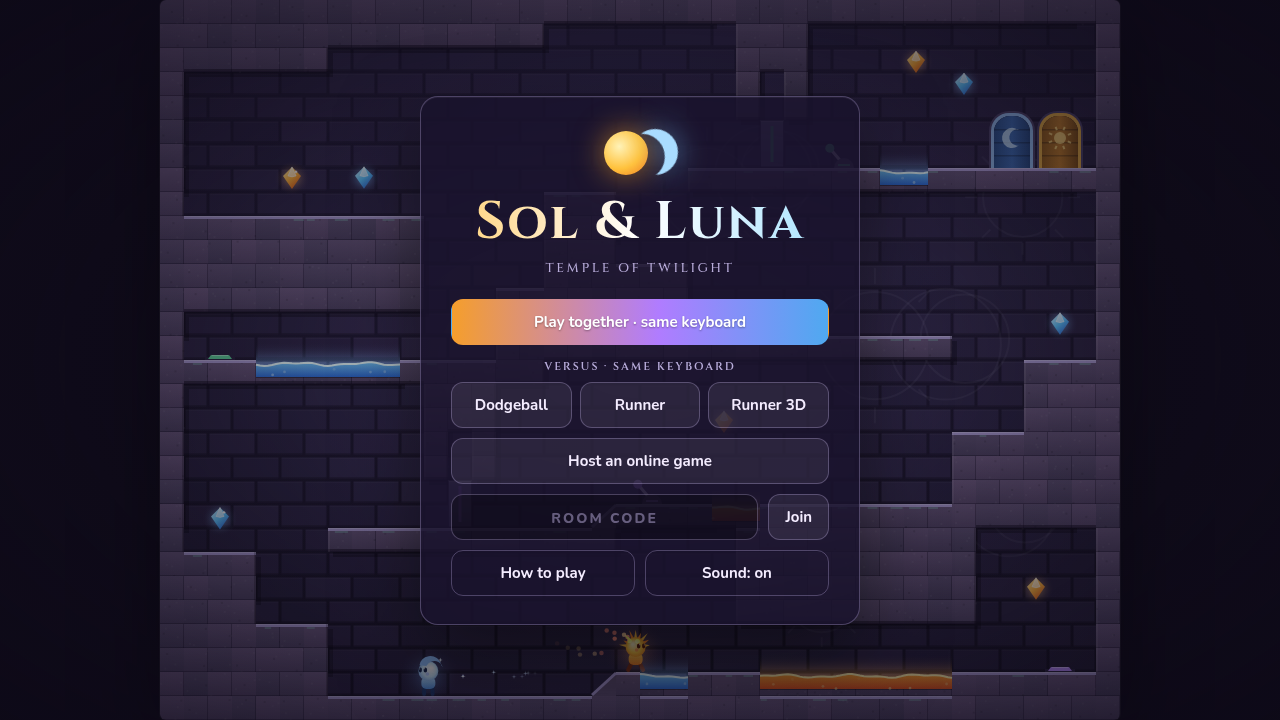 Sol & Luna
TEMPLE OF TWILIGHT
Play together · same keyboard
VERSUS · SAME KEYBOARD
Dodgeball
Runner
Runner 3D
Host an online game
ROOM CODE
Join
How to play
Sound: on